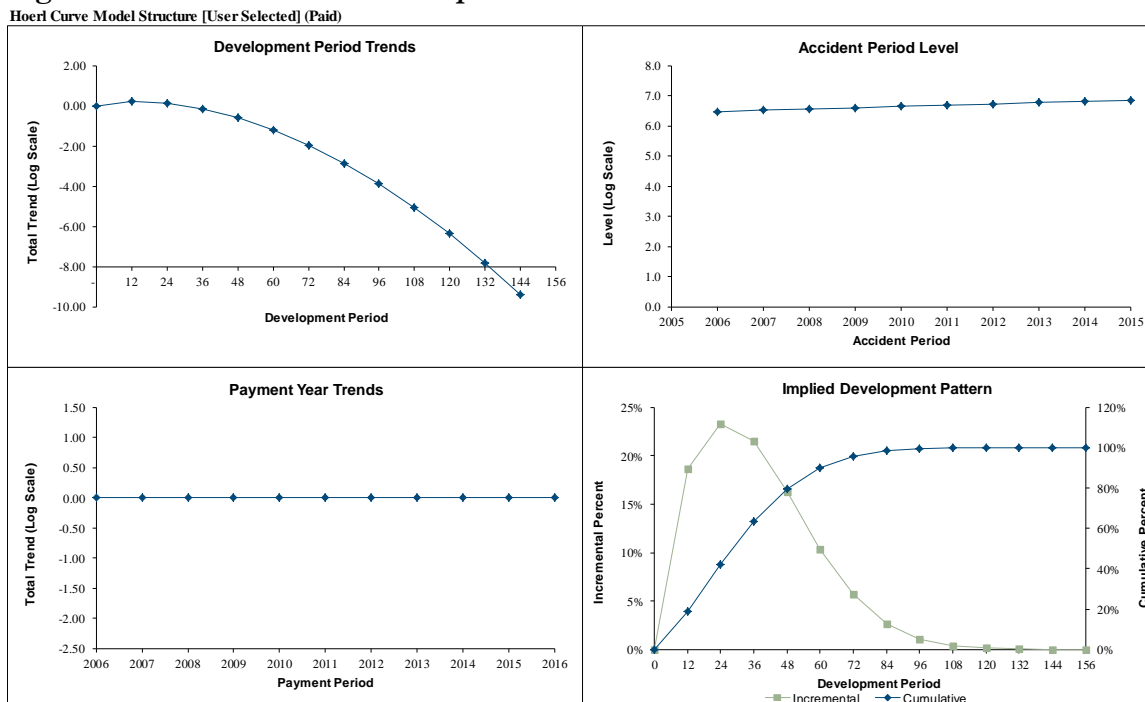 Hoerl Curve Model Structure [User Selected] (Paid)
Development Period Trends
2.00
0.00
-2.00
-4.00
-6.00
-8.00
-10.00
Total Trend (Log Scale)
- 12 24 36 48 60 72 84 96 108 120 132 144 156
Development Period
Accident Period Level
8.0
7.0
6.0
5.0
4.0
3.0
2.0
1.0
0.0
Level (Log Scale)
2005 2006 2007 2008 2009 2010 2011 2012 2013 2014 2015
Accident Period
Payment Year Trends
1.50
1.00
0.50
0.00
-0.50
-1.00
-1.50
-2.00
-2.50
Total Trend (Log Scale)
2006 2007 2008 2009 2010 2011 2012 2013 2014 2015 2016
Payment Period
Implied Development Pattern
25%
20%
15%
10%
5%
0%
Incremental Percent
120%
100%
80%
60%
40%
20%
0%
Cumulative Percent
0 12 24 36 48 60 72 84 96 108 120 132 144 156
Development Period
Incremental Cumulative